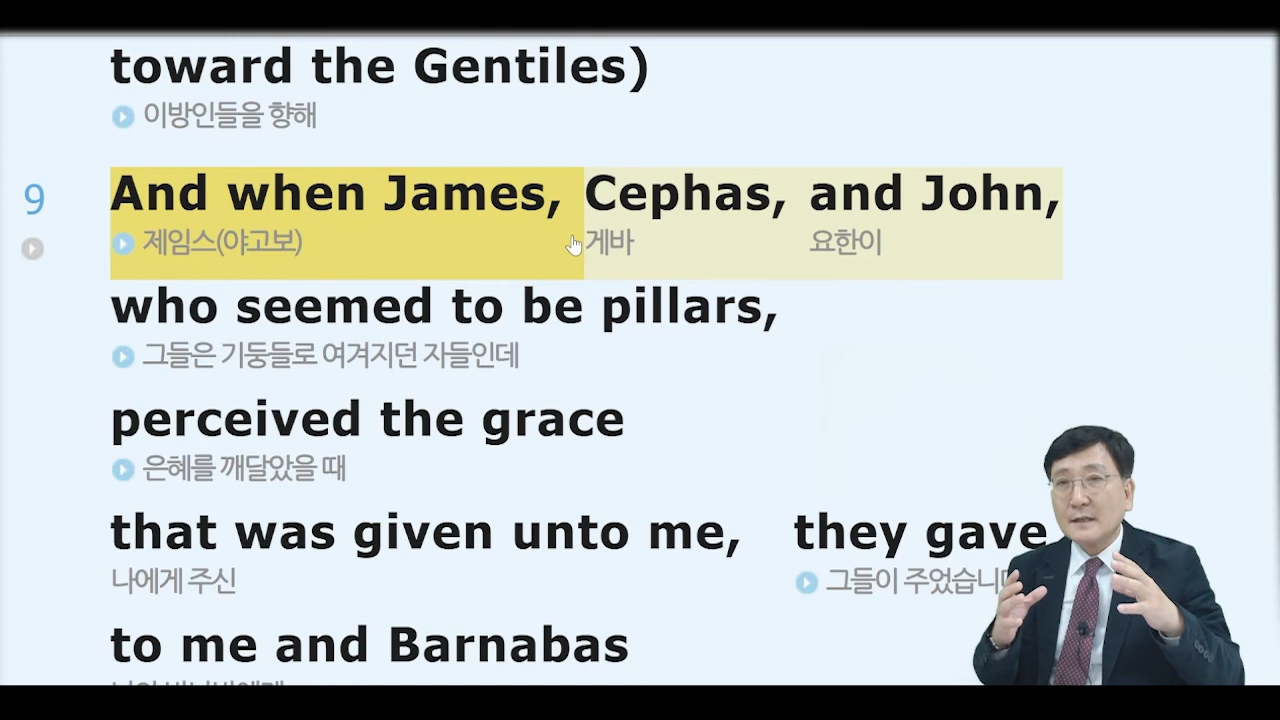 toward the Gentiles)
이방인들을 향해
9
And when James, Cephas, and John,
제임스(야고보) 게바 요한이
who seemed to be pillars,
그들은 기둥들로 여겨지던 자들인데
perceived the grace
은혜를 깨달았을 때
that was given unto me, they gave
나에게 주신 그들이
to me and Barnabas